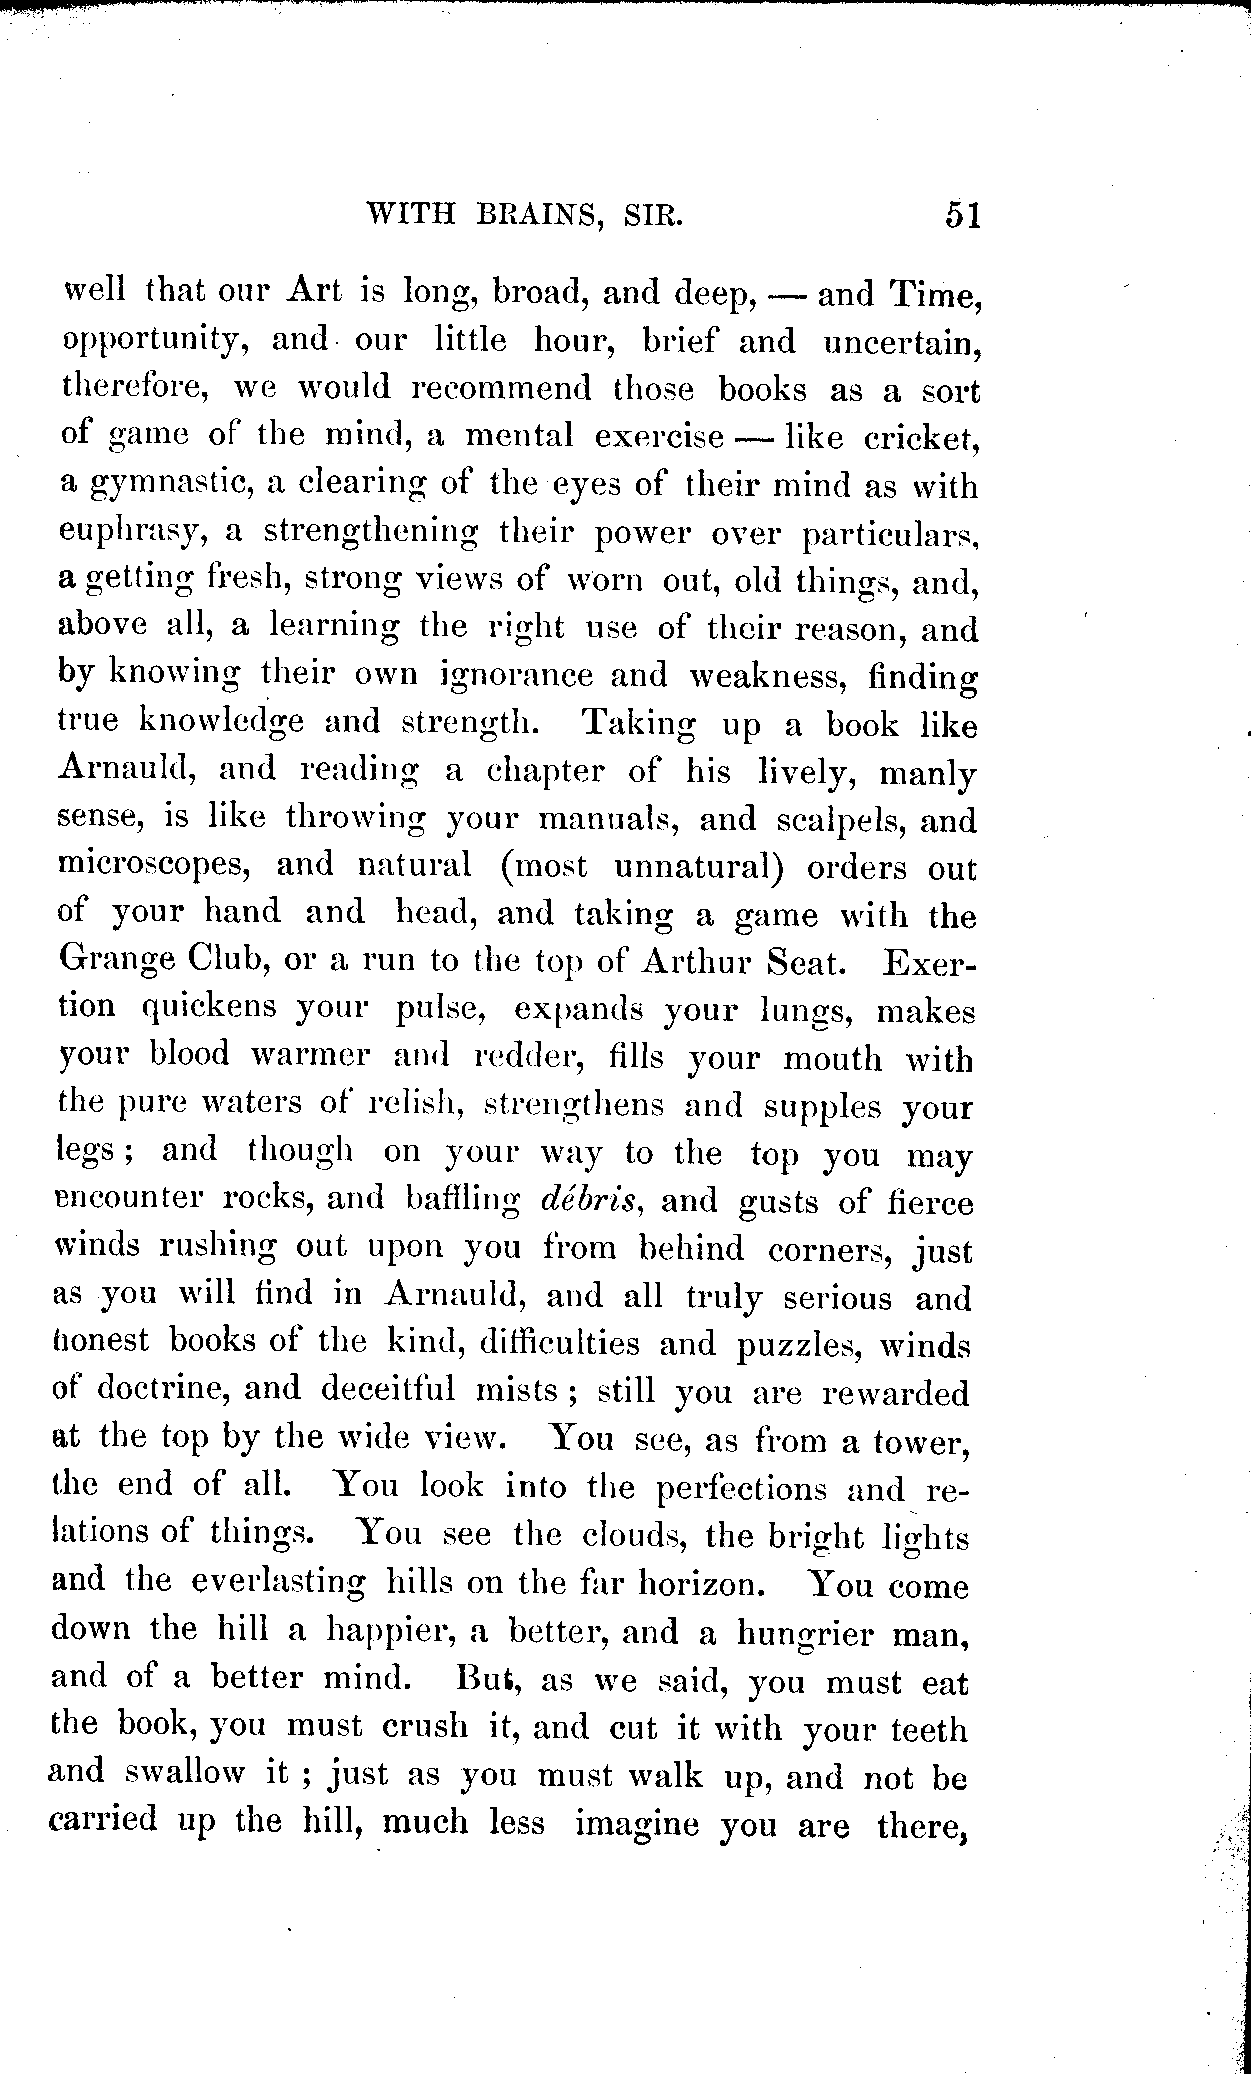 WITH BRAINS, SIR. 51
well that our Art is long, broad, and deep, — and Time,
opportunity, and our little hour, brief and uncertain,
therefore, we would recommend those books as a sort
of game of the mind, a mental exercise — like cricket,
a gymnastic, a clearing of the eyes of their mind as with
euphrasy, a strengthening their power over particulars,
a getting fresh, strong views of worn out, old things, and,
above all, a learning the right use of their reason, and
by knowing their own ignorance and weakness, finding
true knowledge and strength. Taking up a book like
Arnauld, and reading a chapter of his lively, manly
sense, is like throwing your manuals, and scalpels, and
microscopes, and natural (most unnatural) orders out
of your hand and head, and taking a game with the
Grange Club, or a run to the top of Arthur Seat. Exer-
tion quickens your pulse, expands your lungs, makes
your blood warmer and redder, fills your mouth with
the pure waters of relish, strengthens and supples your
legs ; and though on your way to the top you may
encounter rocks, and baffling débris, and gusts of fierce
winds rushing out upon you from behind corners, just
as you will find in Arnauld, and all truly serious and
honest books of the kind, difficulties and puzzles, winds
of doctrine, and deceitful mists ; still you are rewarded
at the top by the wide view. You see, as from a tower,
the end of all. You look into the perfections and re-
lations of things. You see the clouds, the bright lights
and the everlasting hills on the far horizon. You come
down the hill a happier, a better, and a hungrier man,
and of a better mind. But, as we said, you must eat
the book, you must crush it, and cut it with your teeth
and swallow it ; just as you must walk up, and not be
carried up the hill, much less imagine you are there,